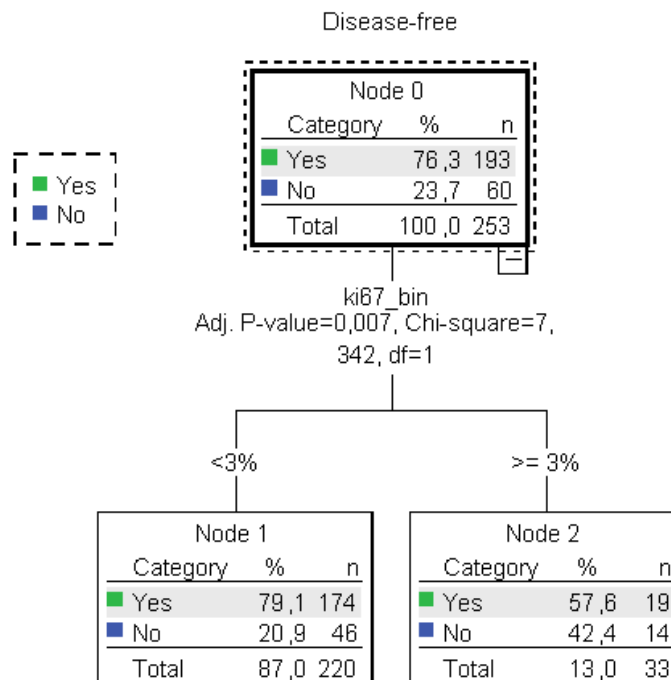 Disease-free
Node 0
Category % n
Yes 76 ,3 193
No 23,7 60
Total 100 ,0 253
Yes
No
ki67_bin
Adj. P-value=0,007, Chi-square=7,
342, df=1
<3%
>= 3%
Node 1
Category % n
Yes 79 ,1 174
No 20,9 46
Total 87,0 220
Node 2
Category % n
Yes 57,6 19
No 42,4 14
Total 13,0 33